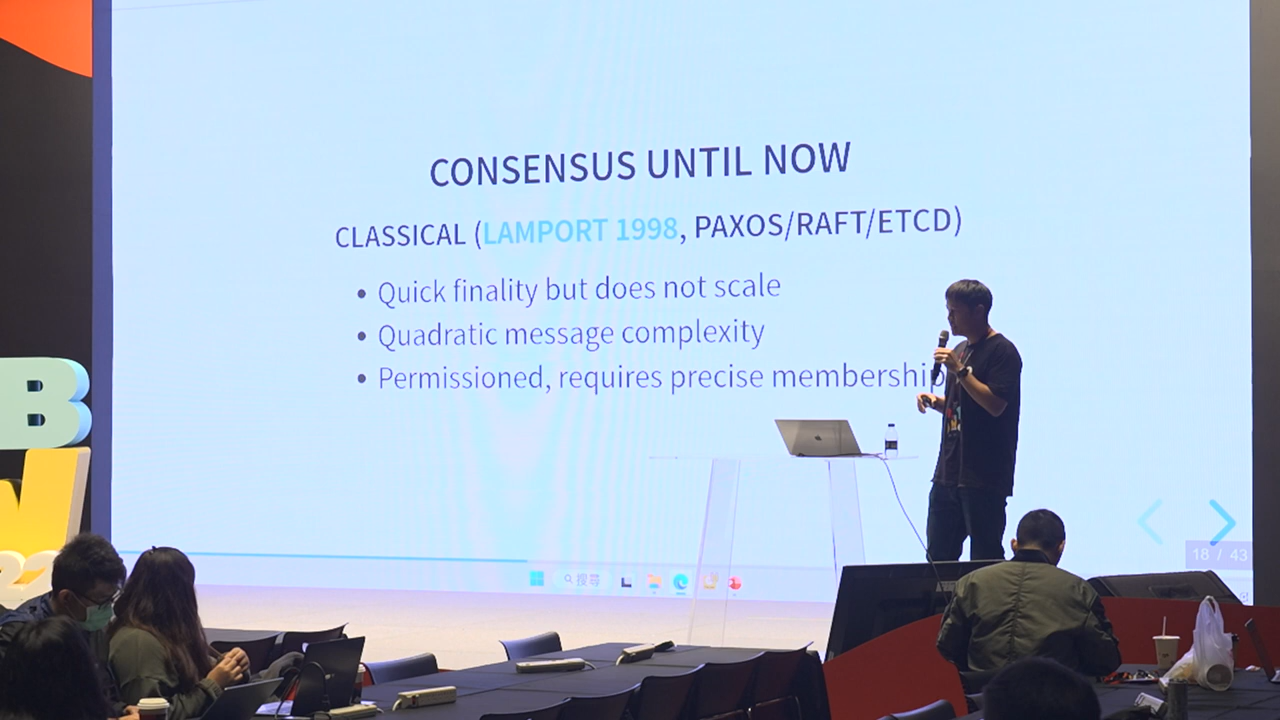 CONSENSUS UNTIL NOW
CLASSICAL (LAMPORT 1998, PAXOS/RAFT/ETCD)
• Quick finality but does not scale
• Quadratic message complexity
• Permissioned, requires precise membership
18 / 43
搜尋
B
W